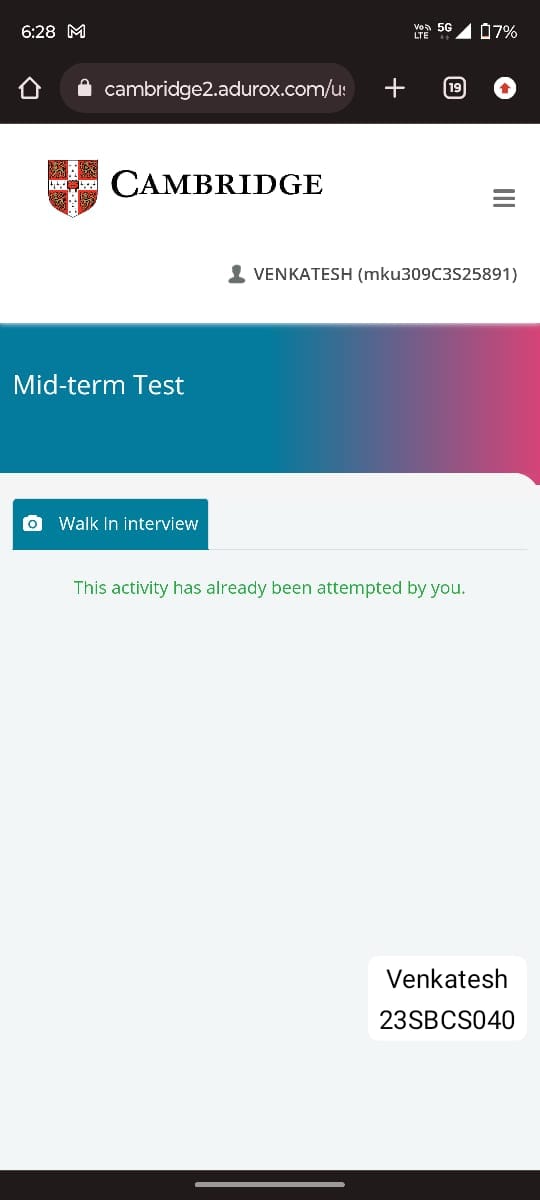 6:28
Vo LTE 5G 7%
cambridge2.adurox.com/u
19
CAMBRIDGE
VENKATESH (mku309C3S25891)
Mid-term Test
Walk In interview
This activity has already been attempted by you.
Venkatesh
23SBCS040